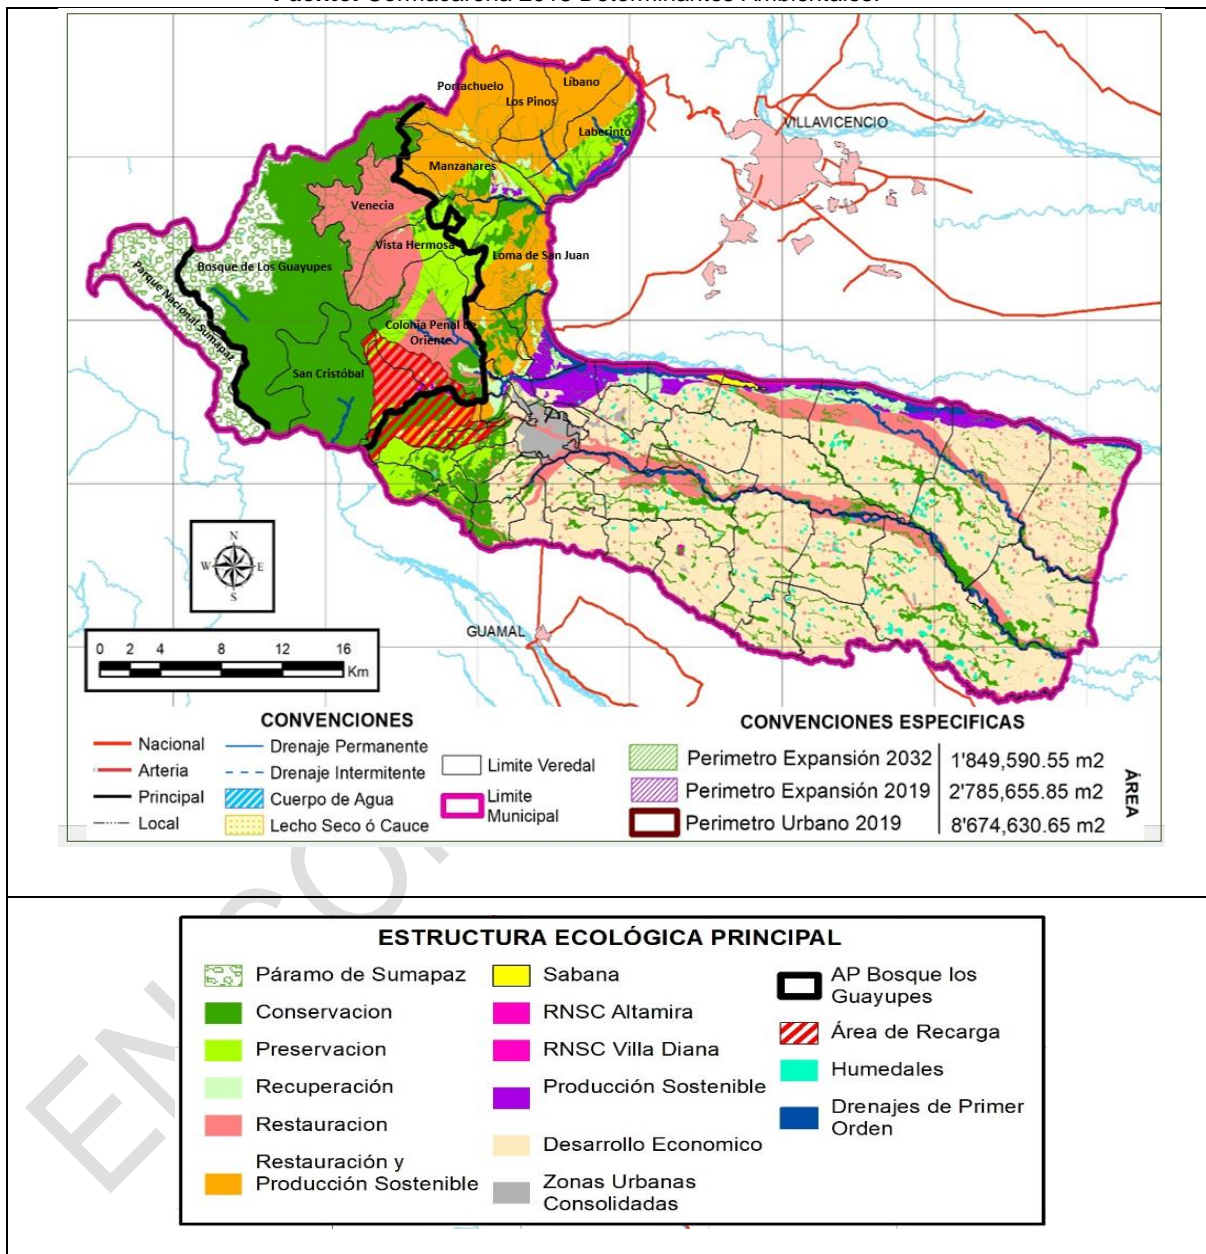 Fuente: Cormacarena 2018 Determinantes Ambientales.
Portachuelo
Líbano
Los Pinos
Laberinto
VILLAVICENCIO
Manzanares
Venecia
Vista Hermosa
Loma de San Juan
Bosque de Los Guayupes
Parque Nacional Sumapaz
Colonia Penal de
Oriente
San Cristóbal
N
W E
S
GUAMAL
0 2 4 8 12 16
Km
CONVENCIONES
Nacional
Arteria
Principal
Local
Drenaje Permanente
Drenaje Intermitente
Cuerpo de Agua
Lecho Seco ó Cauce
Limite Veredal
Limite
Municipal
CONVENCIONES ESPECIFICAS
Perimetro Expansión 2032 1'849,590.55 m2
Perimetro Expansión 2019 2'785,655.85 m2
Perimetro Urbano 2019 8'674,630.65 m2
ÁREA
ESTRUCTURA ECOLÓGICA PRINCIPAL
Páramo de Sumapaz
Conservacion
Preservacion
Recuperación
Restauracion
Restauración y
Producción Sostenible
Sabana
RNSC Altamira
RNSC Villa Diana
Producción Sostenible
Desarrollo Economico
Zonas Urbanas
Consolidadas
AP Bosque los
Guayupes
Área de Recarga
Humedales
Drenajes de Primer
Orden